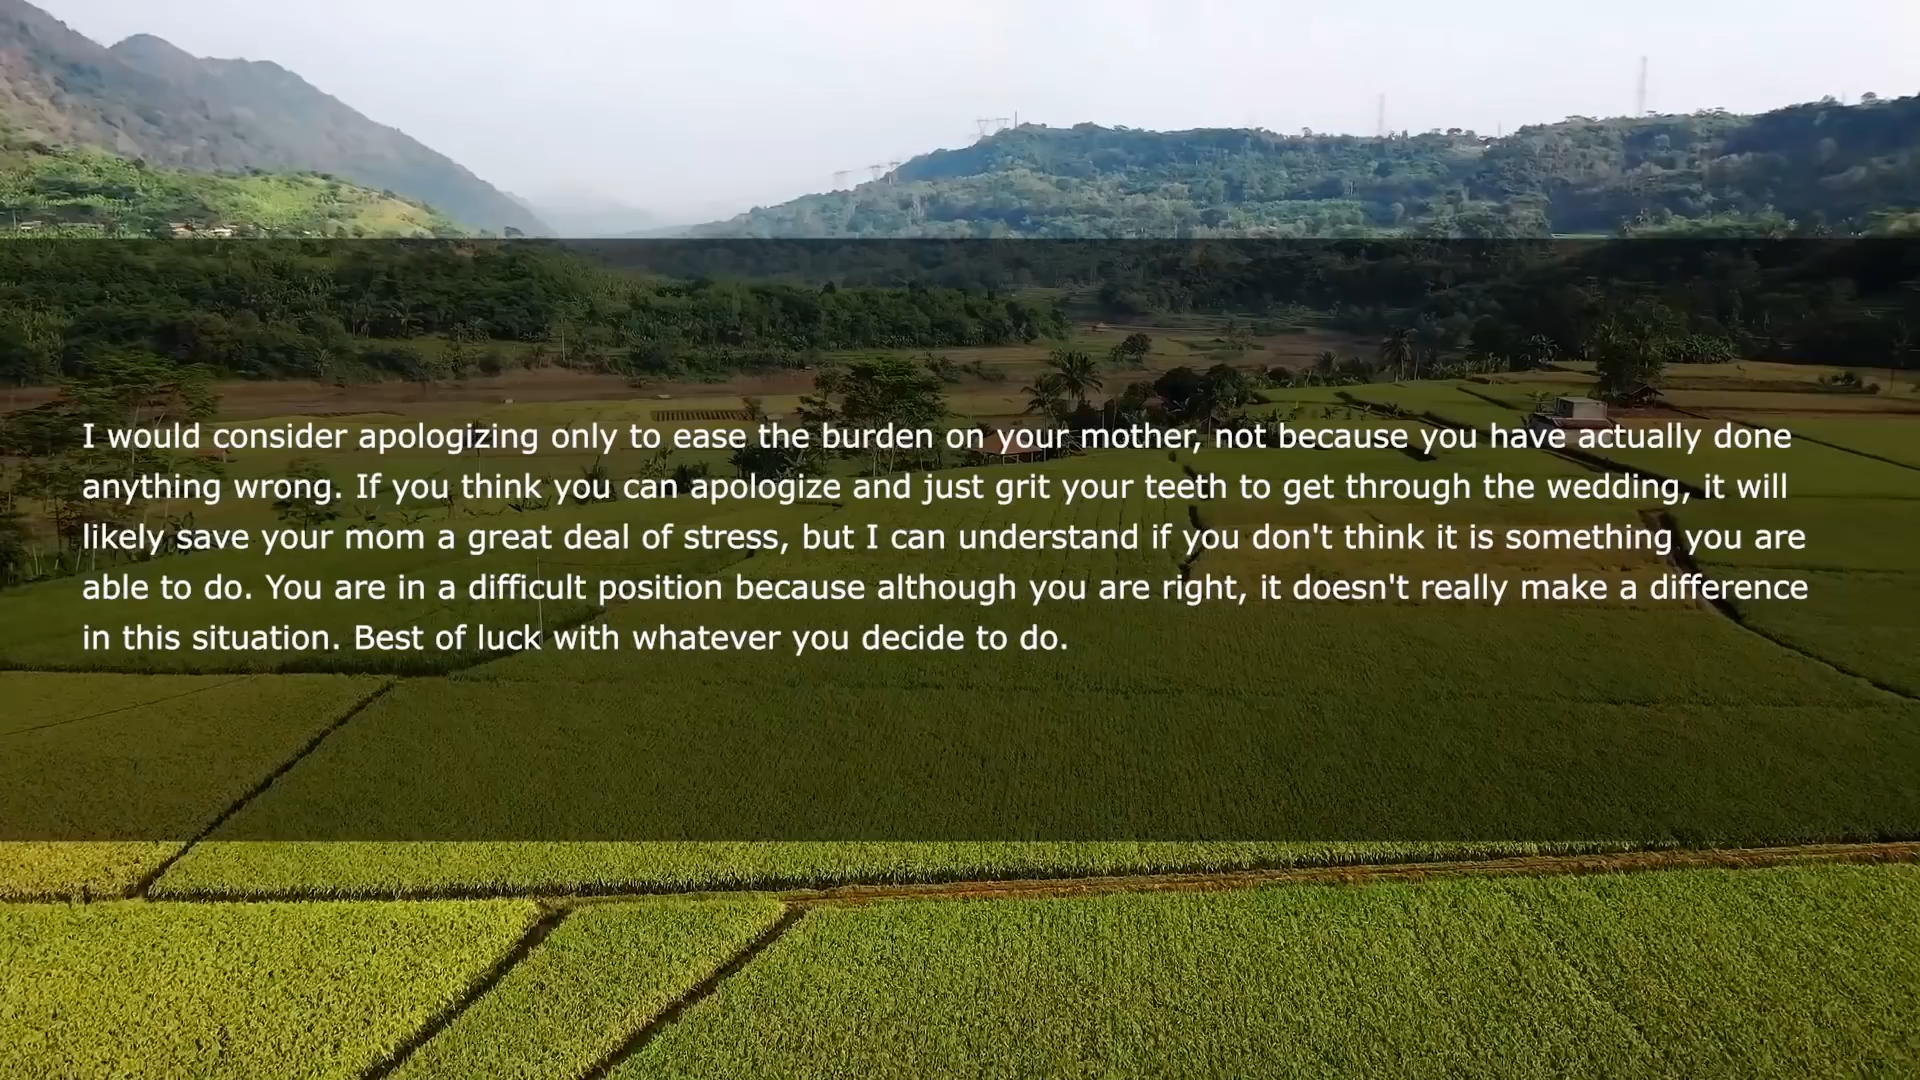 I would consider apologizing only to ease the burden on your mother, not because you have actually done
anything wrong. If you think you can apologize and just grit your teeth to get through the wedding, it will
likely save your mom a great deal of stress, but I can understand if you don't think it is something you are
able to do. You are in a difficult position because although you are right, it doesn't really make a difference
in this situation. Best of luck with whatever you decide to do.